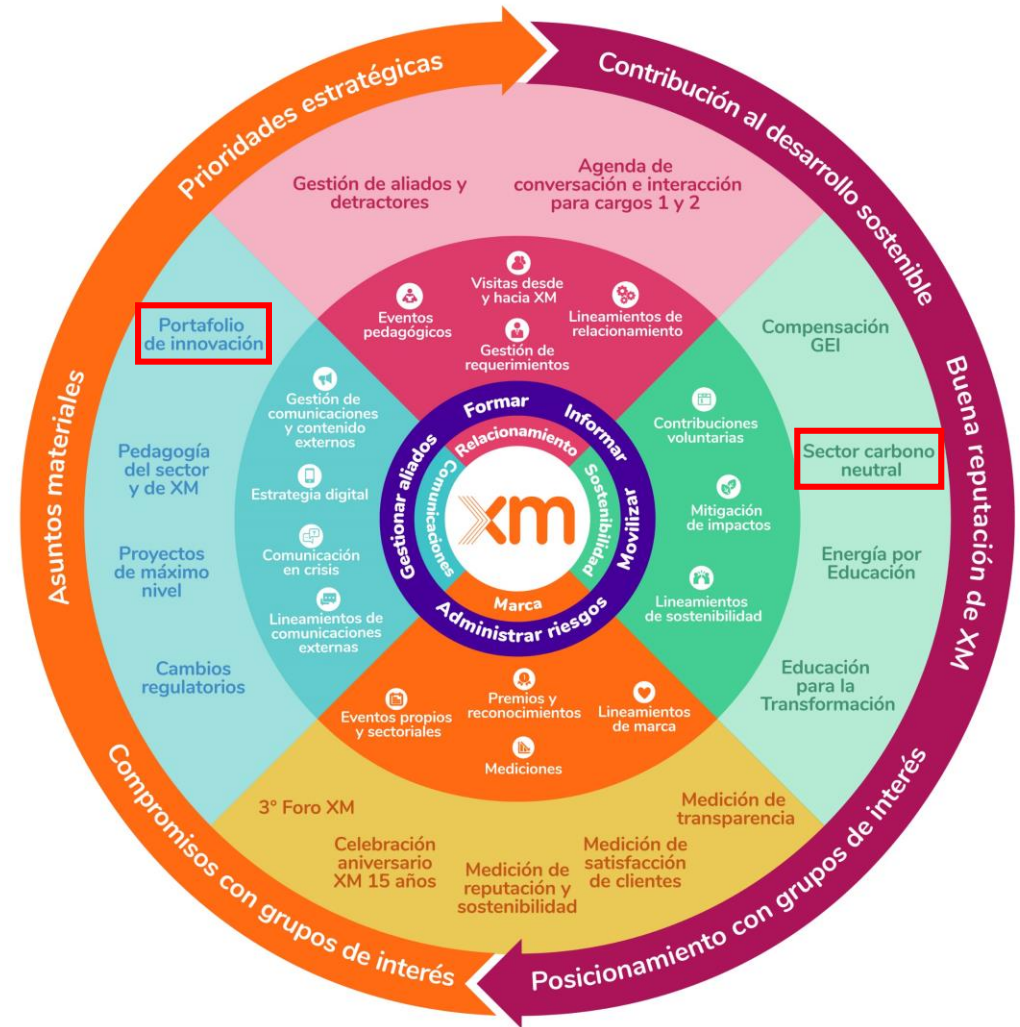 Prioridades estratégicas
Contribución al desarrollo sostenible
Buena reputación de XM
Posicionamiento con grupos de interés
Compromisos con grupos de interés
Asuntos materiales
Gestión de aliados y
detractores
Agenda de
conversación e interacción
para cargos 1 y 2
Eventos
pedagógicos
Visitas desde
y hacia XM
Lineamientos de
relacionamiento
Gestión de
requerimientos
Portafolio
de innovación
Pedagogía
del sector
y de XM
Proyectos
de máximo
nivel
Cambios
regulatorios
Gestión de
comunicaciones
y contenido
externos
Estrategia digital
Comunicación
en crisis
Lineamientos de
comunicaciones
externas
Formar
Informar
Movilizar
Administrar riesgos
Gestionar aliados
Relacionamiento
Sostenibilidad
Marca
Comunicaciones
xm
Contribuciones
voluntarias
Mitigación
de impactos
Lineamientos
de sostenibilidad
Compensación
GEI
Sector carbono
neutral
Energía por
Educación
Educación
para la
Transformación
Eventos propios
y sectoriales
Premios y
reconocimientos
Lineamientos
de marca
Mediciones
3° Foro XM
Celebración
aniversario
XM 15 años
Medición de
reputación y
sostenibilidad
Medición de
satisfacción
de clientes
Medición de
transparencia